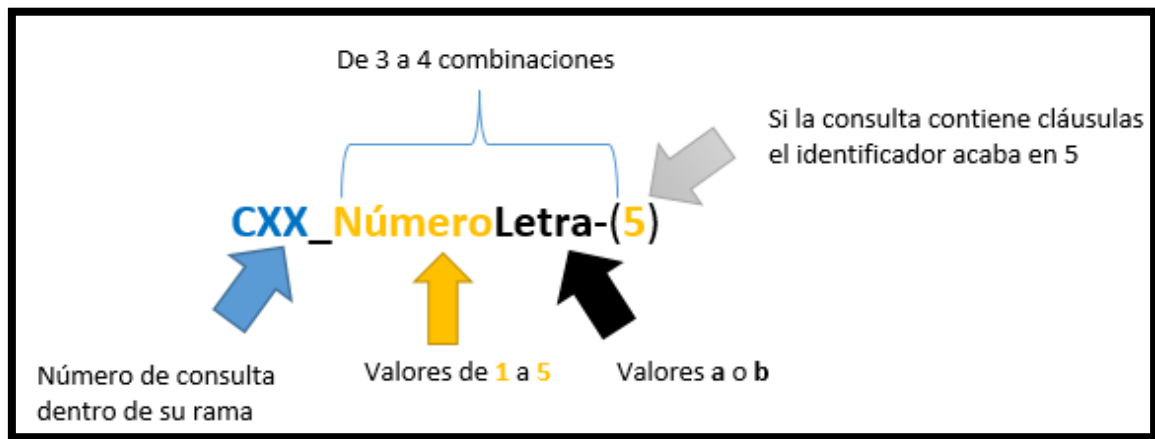 De 3 a 4 combinaciones
Si la consulta contiene cláusulas
el identificador acaba en 5
CXX_NúmeroLetra-(5)
Número de consulta
dentro de su rama
Valores de 1 a 5
Valores a o b